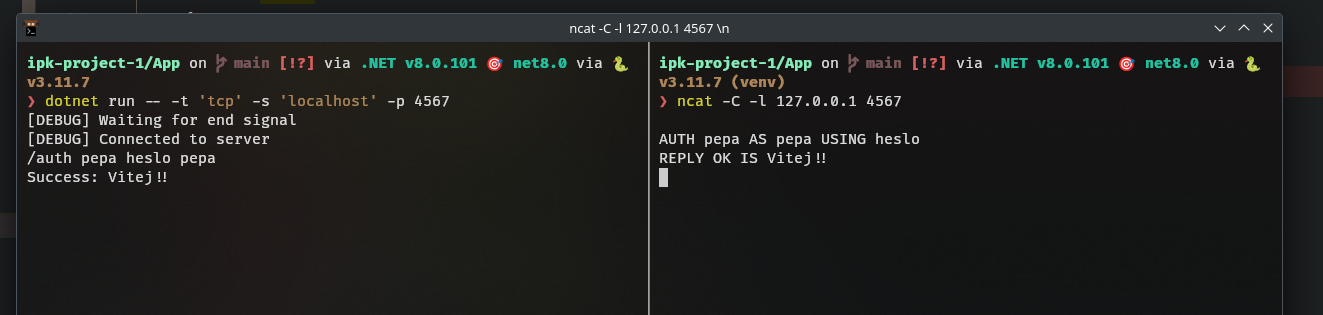 ncat -C -l 127.0.0.1 4567 \n
ipk-project-1/App on main [!?] via .NET v8.0.101 🎯 net8.0 via 🐍
v3.11.7
❯ dotnet run -- -t 'tcp' -s 'localhost' -p 4567
[DEBUG] Waiting for end signal
[DEBUG] Connected to server
/auth pepa heslo pepa
Success: Vitej!!
ipk-project-1/App on main [!?] via .NET v8.0.101 🎯 net8.0 via 🐍
v3.11.7 (venv)
❯ ncat -C -l 127.0.0.1 4567
AUTH pepa AS pepa USING heslo
REPLY OK IS Vitej!!